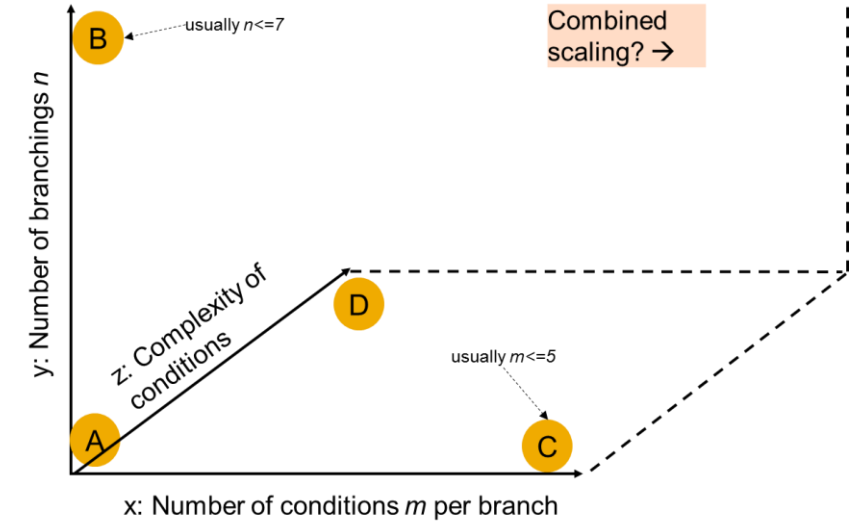 B
usually n<=7
Combined
scaling? →
y: Number of branchings n
z: Complexity of
conditions
D
usually m<=5
A
C
x: Number of conditions m per branch